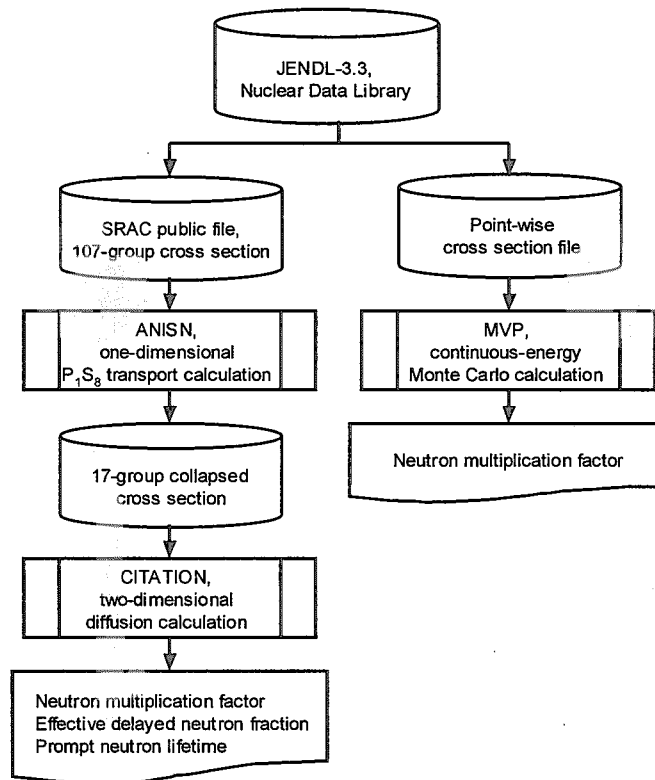 JENDL-3.3,
Nuclear Data Library
SRAC public file,
107-group cross section
Point-wise
cross section file
ANISN,
one-dimensional
P₁S₈ transport calculation
MVP,
continuous-energy
Monte Carlo calculation
17-group collapsed
cross section
Neutron multiplication factor
CITATION,
two-dimensional
diffusion calculation
Neutron multiplication factor
Effective delayed neutron fraction
Prompt neutron lifetime